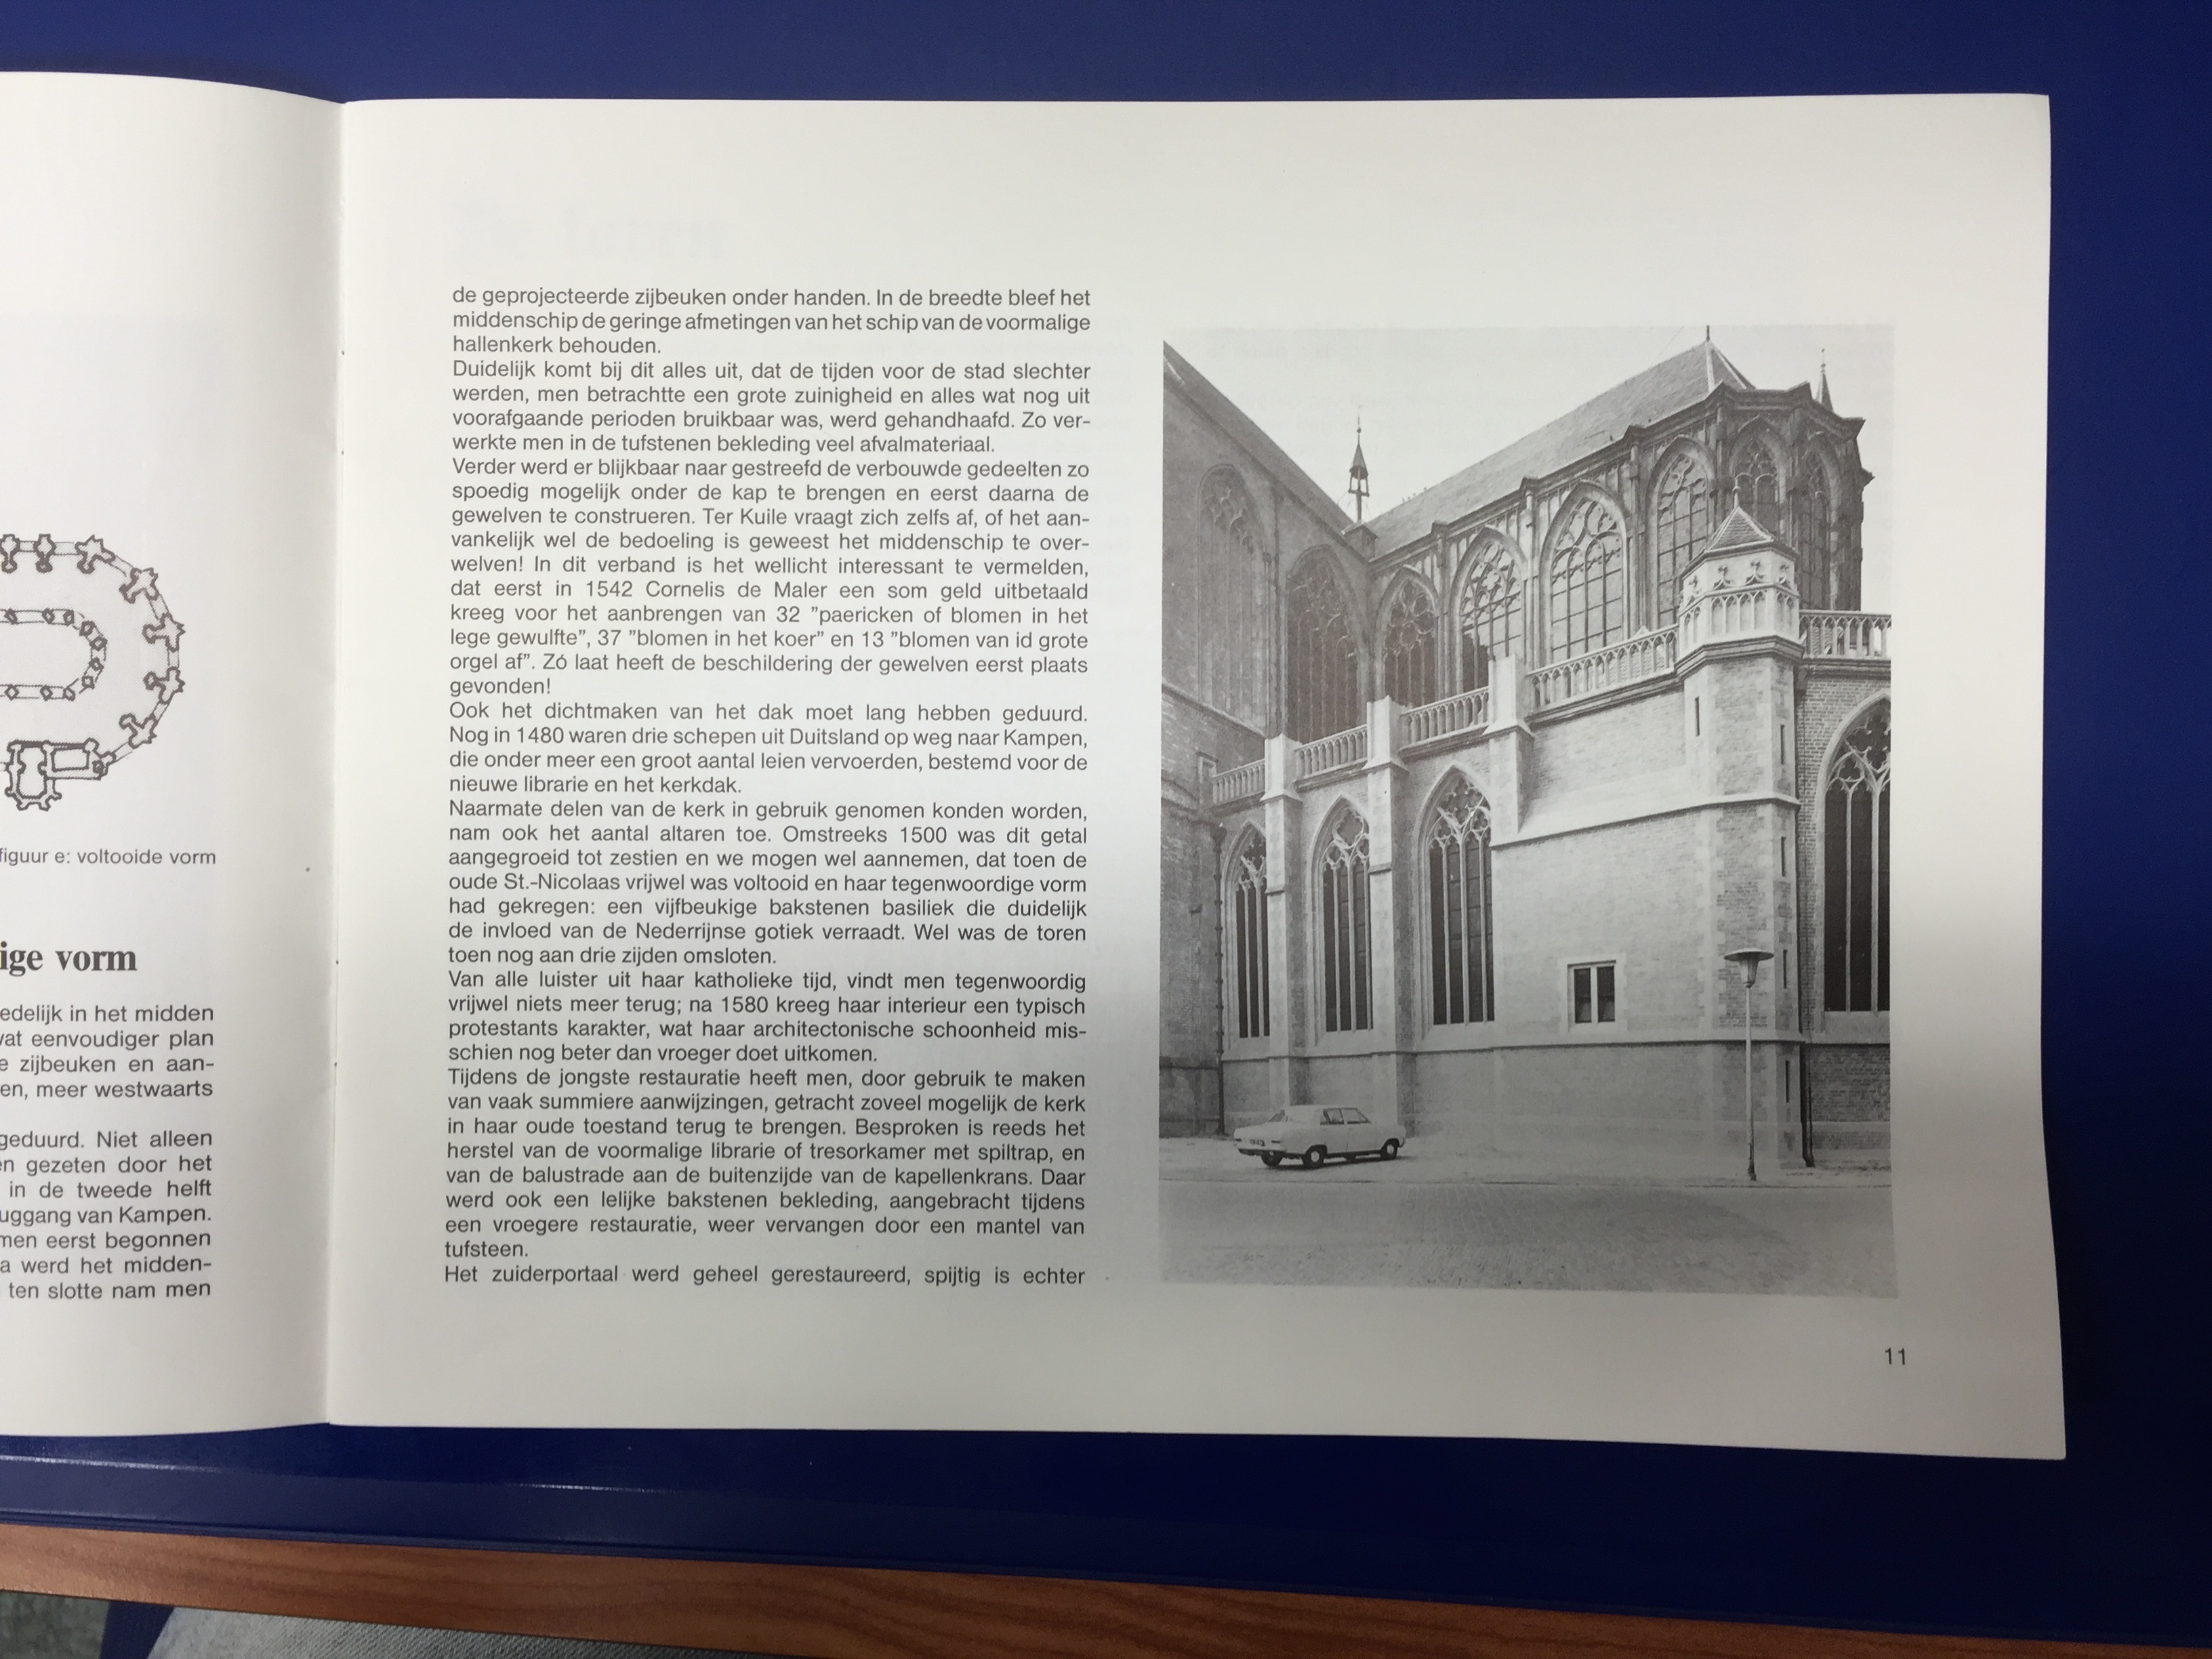 figuur e: voltooide vorm
ige vorm
edelijk in het midden
vat eenvoudiger plan
e zijbeuken en aan-
en, meer westwaarts
geduurd. Niet alleen
en gezeten door het
in de tweede helft
uggang van Kampen.
men eerst begonnen
a werd het midden-
ten slotte nam men
de geprojecteerde zijbeuken onder handen. In de breedte bleef het
middenschip de geringe afmetingen van het schip van de voormalige
hallenkerk behouden.
Duidelijk komt bij dit alles uit, dat de tijden voor de stad slechter
werden, men betrachtte een grote zuinigheid en alles wat nog uit
voorafgaande perioden bruikbaar was, werd gehandhaafd. Zo ver-
werkte men in de tufstenen bekleding veel afvalmateriaal.
Verder werd er blijkbaar naar gestreefd de verbouwde gedeelten zo
spoedig mogelijk onder de kap te brengen en eerst daarna de
gewelven te construeren. Ter Kuile vraagt zich zelfs af, of het aan-
vankelijk wel de bedoeling is geweest het middenschip te over-
welven! In dit verband is het wellicht interessant te vermelden,
dat eerst in 1542 Cornelis de Maler een som geld uitbetaald
kreeg voor het aanbrengen van 32 ”paericken of blomen in het
lege gewulfte”, 37 ”blomen in het koer” en 13 ”blomen van id grote
orgel af”. Zó laat heeft de beschildering der gewelven eerst plaats
gevonden!
Ook het dichtmaken van het dak moet lang hebben geduurd.
Nog in 1480 waren drie schepen uit Duitsland op weg naar Kampen,
die onder meer een groot aantal leien vervoerden, bestemd voor de
nieuwe librarie en het kerkdak.
Naarmate delen van de kerk in gebruik genomen konden worden,
nam ook het aantal altaren toe. Omstreeks 1500 was dit getal
aangegroeid tot zestien en we mogen wel aannemen, dat toen de
oude St.-Nicolaas vrijwel was voltooid en haar tegenwoordige vorm
had gekregen: een vijfbeukige bakstenen basiliek die duidelijk
de invloed van de Nederrijnse gotiek verraadt. Wel was de toren
toen nog aan drie zijden omsloten.
Van alle luister uit haar katholieke tijd, vindt men tegenwoordig
vrijwel niets meer terug; na 1580 kreeg haar interieur een typisch
protestants karakter, wat haar architectonische schoonheid mis-
schien nog beter dan vroeger doet uitkomen.
Tijdens de jongste restauratie heeft men, door gebruik te maken
van vaak summiere aanwijzingen, getracht zoveel mogelijk de kerk
in haar oude toestand terug te brengen. Besproken is reeds het
herstel van de voormalige librarie of tresorkamer met spiltrap, en
van de balustrade aan de buitenzijde van de kapellenkrans. Daar
werd ook een lelijke bakstenen bekleding, aangebracht tijdens
een vroegere restauratie, weer vervangen door een mantel van
tufsteen.
Het zuiderportaal werd geheel gerestaureerd, spijtig is echter
11